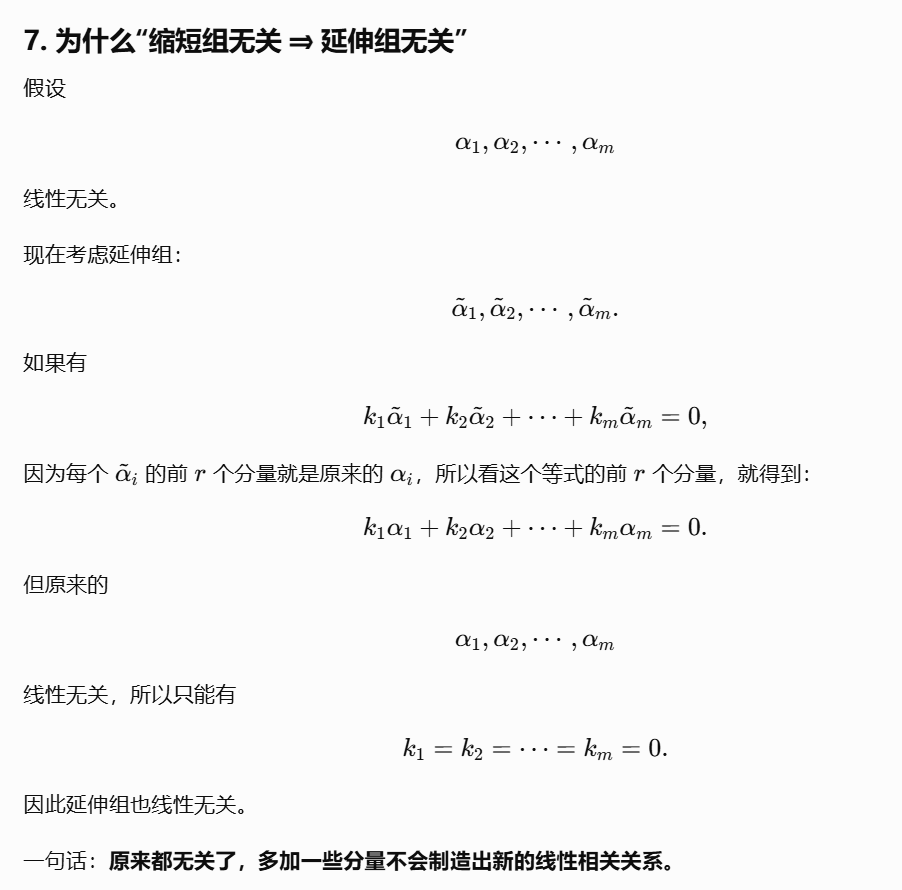 7. 为什么“缩短组无关 ⇒ 延伸组无关”
假设
α₁, α₂, ⋯ , αₘ
线性无关。
现在考虑延伸组：
α̃₁, α̃₂, ⋯ , α̃ₘ.
如果有
k₁α̃₁ + k₂α̃₂ + ⋯ + kₘα̃ₘ = 0,
因为每个 α̃ᵢ 的前 r 个分量就是原来的 αᵢ，所以看这个等式的前 r 个分量，就得到：
k₁α₁ + k₂α₂ + ⋯ + kₘαₘ = 0.
但原来的
α₁, α₂, ⋯ , αₘ
线性无关，所以只能有
k₁ = k₂ = ⋯ = kₘ = 0.
因此延伸组也线性无关。
一句话：原来都无关了，多加一些分量不会制造出新的线性相关关系。